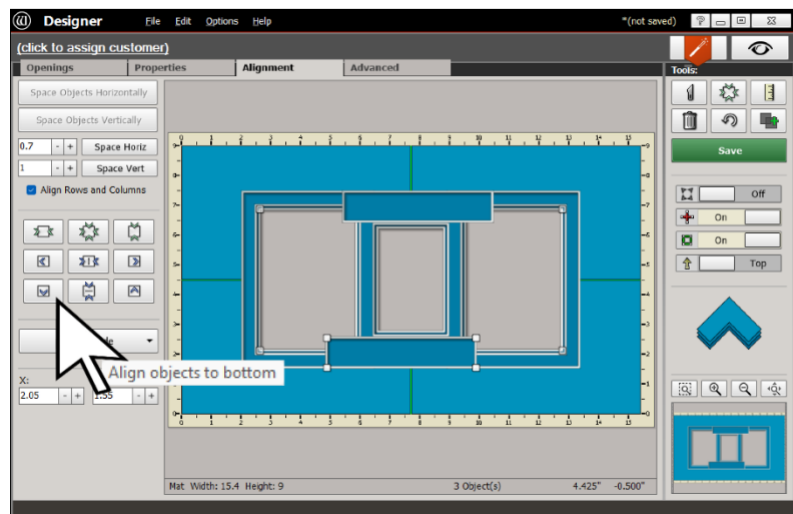 Designer File Edit Options Help *(not saved)
(click to assign customer)
Openings Properties Alignment Advanced Tools:
Space Objects Horizontally
Space Objects Vertically
0.7 - + Space Horiz
1 - + Space Vert
Align Rows and Columns
Save
Off
On
On
Top
Align objects to bottom
X:
2.05 - + 1.55 - +
Mat Width: 15.4 Height: 9 3 Object(s) 4.425" -0.500"